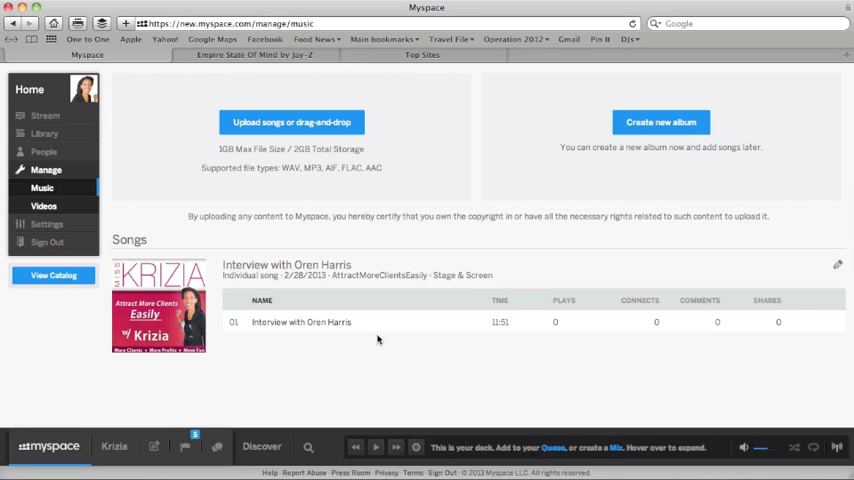 Myspace
https://new.myspace.com/manage/music
Google
One to One Apple Yahoo! Google Maps Facebook Food News Main bookmarks Travel File Operation 2012 Gmail Pin It DJs
Myspace Empire State Of Mind by Jay-Z Top Sites
Home
Stream
Library
People
Manage
Music
Videos
Settings
Sign Out
View Catalog
Upload songs or drag-and-drop
1GB Max File Size / 2GB Total Storage
Supported file types: WAV, MP3, AIF, FLAC, AAC
Create new album
You can create a new album now and add songs later.
By uploading any content to Myspace, you hereby certify that you own the copyright in or have all the necessary rights related to such content to upload it.
Songs
MISS
KRIZIA
Attract More Clients
Easily
w/ Krizia
More Clients • More Profits • More Fun
Interview with Oren Harris
Individual song · 2/28/2013 · AttractMoreClientsEasily · Stage & Screen
NAME TIME PLAYS CONNECTS COMMENTS SHARES
01 Interview with Oren Harris 11:51 0 0 0 0
myspace Krizia Discover
This is your deck. Add to your Queue, or create a Mix. Hover over to expand.
Help · Report Abuse · Press Room · Privacy · Terms · Sign Out · © 2013 Myspace LLC. All rights reserved.